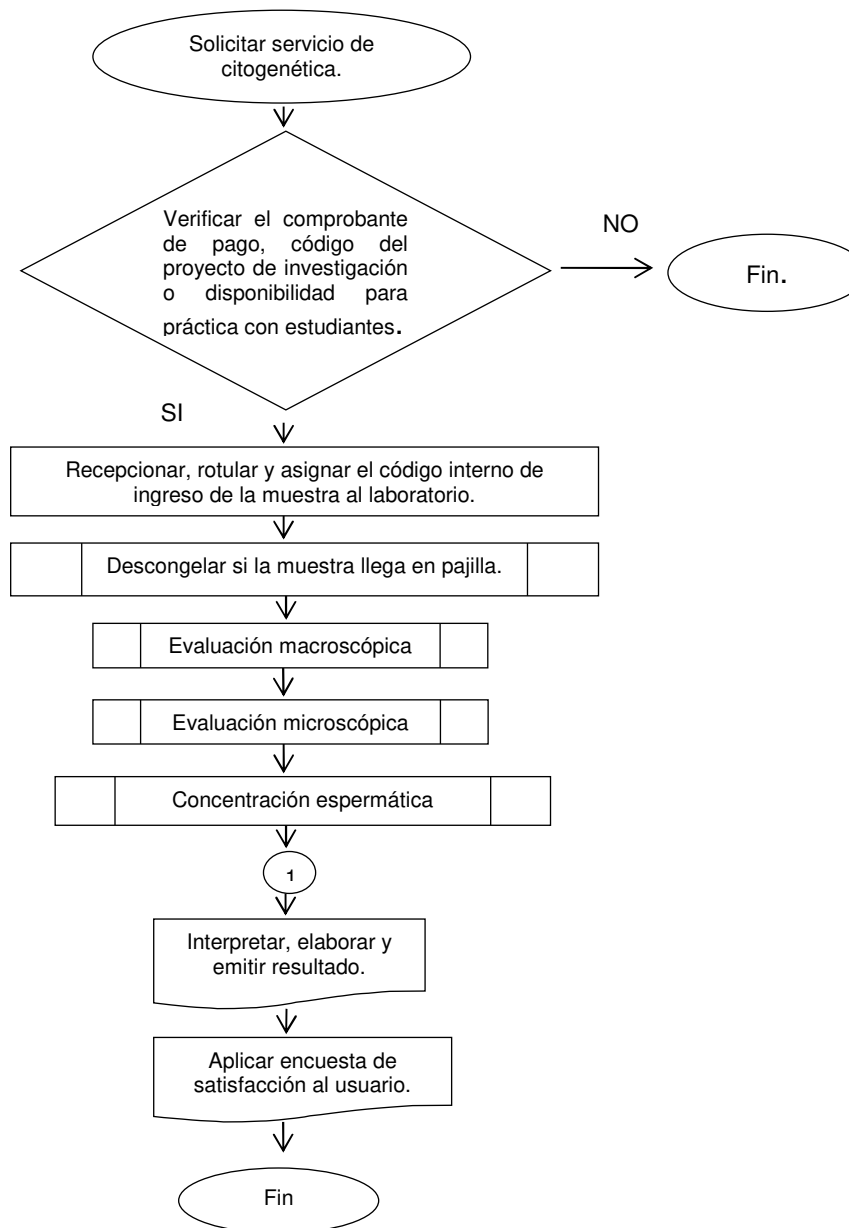 Solicitar servicio de
citogenética.
Verificar el comprobante
de pago, código del
proyecto de investigación
o disponibilidad para
práctica con estudiantes.
NO
Fin.
SI
Recepcionar, rotular y asignar el código interno de
ingreso de la muestra al laboratorio.
Descongelar si la muestra llega en pajilla.
Evaluación macroscópica
Evaluación microscópica
Concentración espermática
1
Interpretar, elaborar y
emitir resultado.
Aplicar encuesta de
satisfacción al usuario.
Fin